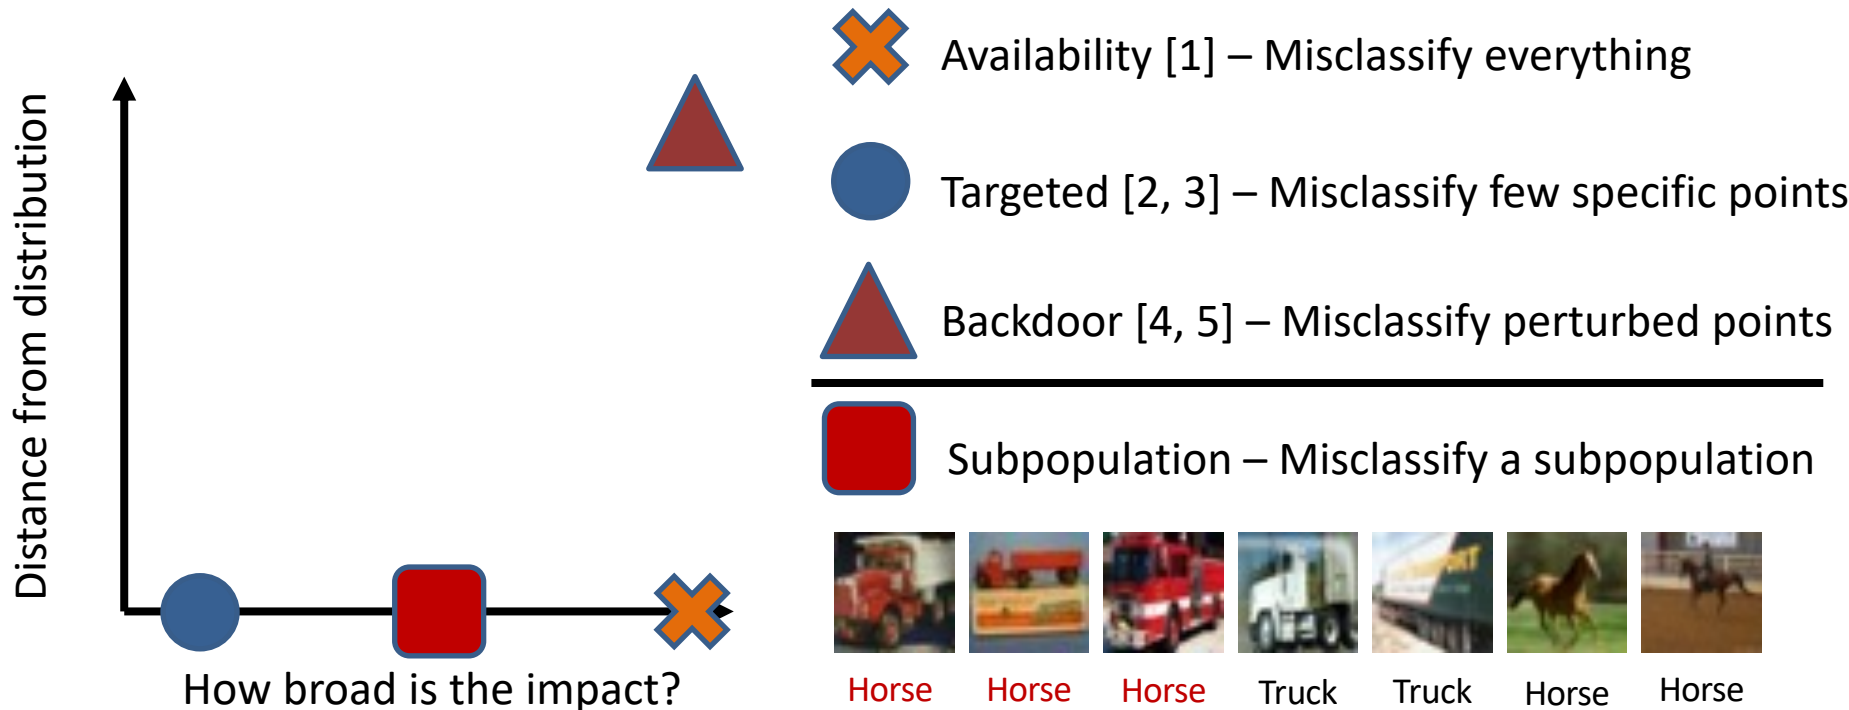 Distance from distribution
How broad is the impact?
Availability [1] – Misclassify everything
Targeted [2, 3] – Misclassify few specific points
Backdoor [4, 5] – Misclassify perturbed points
Subpopulation – Misclassify a subpopulation
Horse Horse Horse Truck Truck Horse Horse